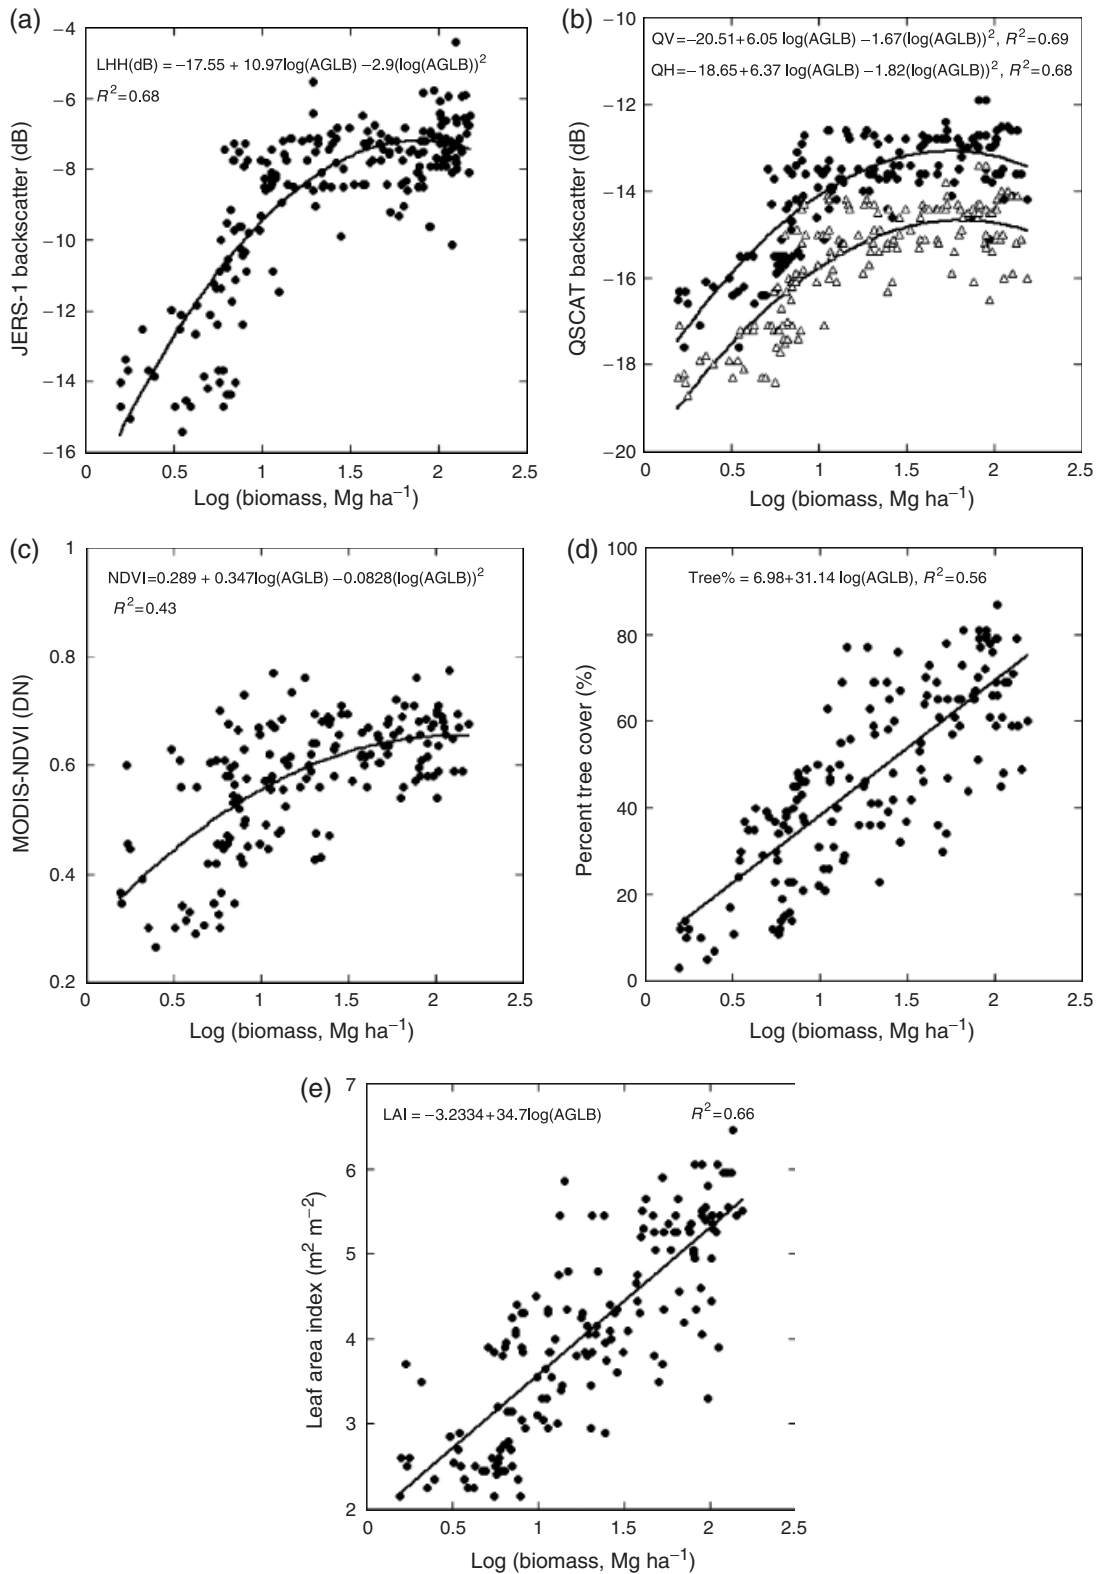 (a)
LHH(dB) = −17.55 + 10.97log(AGLB) −2.9(log(AGLB))²
R²=0.68
JERS-1 backscatter (dB)
−4
−6
−8
−10
−12
−14
−16
0 0.5 1 1.5 2 2.5
Log (biomass, Mg ha⁻¹)
(b)
QV=−20.51+6.05 log(AGLB) −1.67(log(AGLB))², R²=0.69
QH=−18.65+6.37 log(AGLB) −1.82(log(AGLB))², R²=0.68
QSCAT backscatter (dB)
−10
−12
−14
−16
−18
−20
0 0.5 1 1.5 2 2.5
Log (biomass, Mg ha⁻¹)
(c)
NDVI=0.289 + 0.347log(AGLB) −0.0828(log(AGLB))²
R²=0.43
MODIS-NDVI (DN)
1
0.8
0.6
0.4
0.2
0 0.5 1 1.5 2 2.5
Log (biomass, Mg ha⁻¹)
(d)
Tree% = 6.98+31.14 log(AGLB), R²=0.56
Percent tree cover (%)
100
80
60
40
20
0
0 0.5 1 1.5 2 2.5
Log (biomass, Mg ha⁻¹)
(e)
LAI = −3.2334+34.7log(AGLB) R²=0.66
Leaf area index (m² m⁻²)
7
6
5
4
3
2
0 0.5 1 1.5 2 2.5
Log (biomass, Mg ha⁻¹)